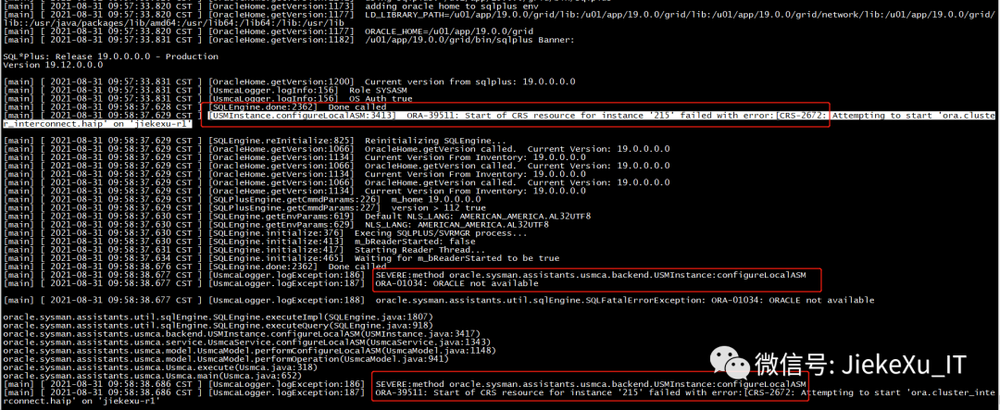 [main] [ 2021-08-31 09:57:33.820 CST ] [OracleHome.getVersion:1173]  adding oracle home to sqlplus env
[main] [ 2021-08-31 09:57:33.820 CST ] [OracleHome.getVersion:1177]  LD_LIBRARY_PATH=/u01/app/19.0.0/grid/lib:/u01/app/19.0.0/grid/lib:/u01/app/19.0.0/grid/network/lib:/u01/app/19.0.0/grid/
lib:/usr/java/packages/lib/amd64:/usr/lib64:/lib64:/lib:/usr/lib
[main] [ 2021-08-31 09:57:33.820 CST ] [OracleHome.getVersion:1177]  ORACLE_HOME=/u01/app/19.0.0/grid
[main] [ 2021-08-31 09:57:33.831 CST ] [OracleHome.getVersion:1182]  /u01/app/19.0.0/grid/bin/sqlplus Banner:
SQL*Plus: Release 19.0.0.0.0 - Production
Version 19.12.0.0.0
[main] [ 2021-08-31 09:57:33.831 CST ] [OracleHome.getVersion:1200]  Current version from sqlplus: 19.0.0.0.0
[main] [ 2021-08-31 09:57:33.831 CST ] [UsmcaLogger.logInfo:156]  Role SYSASM
[main] [ 2021-08-31 09:57:33.831 CST ] [UsmcaLogger.logInfo:156]  OS Auth true
[main] [ 2021-08-31 09:58:37.628 CST ] [SQLEngine.done:2362]  Done called
[main] [ 2021-08-31 09:58:37.629 CST ] [USMInstance.configureLocalASM:3413]  ORA-39511: Start of CRS resource for instance '215' failed with error:[CRS-2672: Attempting to start 'ora.cluste
r_interconnect.haip' on 'jiekexu-r1'
[main] [ 2021-08-31 09:58:37.629 CST ] [SQLEngine.reInitialize:825]  Reinitializing SQLEngine...
[main] [ 2021-08-31 09:58:37.629 CST ] [OracleHome.getVersion:1066]  OracleHome.getVersion called.  Current Version: 19.0.0.0.0
[main] [ 2021-08-31 09:58:37.629 CST ] [OracleHome.getVersion:1134]  Current Version From Inventory: 19.0.0.0.0
[main] [ 2021-08-31 09:58:37.629 CST ] [OracleHome.getVersion:1066]  OracleHome.getVersion called.  Current Version: 19.0.0.0.0
[main] [ 2021-08-31 09:58:37.629 CST ] [OracleHome.getVersion:1134]  Current Version From Inventory: 19.0.0.0.0
[main] [ 2021-08-31 09:58:37.629 CST ] [OracleHome.getVersion:1066]  OracleHome.getVersion called.  Current Version: 19.0.0.0.0
[main] [ 2021-08-31 09:58:37.629 CST ] [OracleHome.getVersion:1134]  Current Version From Inventory: 19.0.0.0.0
[main] [ 2021-08-31 09:58:37.629 CST ] [SQLPlusEngine.getCmmdParams:226]  m_home 19.0.0.0.0
[main] [ 2021-08-31 09:58:37.629 CST ] [SQLPlusEngine.getCmmdParams:227]  version > 112 true
[main] [ 2021-08-31 09:58:37.630 CST ] [SQLEngine.getEnvParams:619]  Default NLS_LANG: AMERICAN_AMERICA.AL32UTF8
[main] [ 2021-08-31 09:58:37.630 CST ] [SQLEngine.getEnvParams:629]  NLS_LANG: AMERICAN_AMERICA.AL32UTF8
[main] [ 2021-08-31 09:58:37.630 CST ] [SQLEngine.initialize:376]  Execing SQLPLUS/SVRMGR process...
[main] [ 2021-08-31 09:58:37.630 CST ] [SQLEngine.initialize:413]  m_bReaderStarted: false
[main] [ 2021-08-31 09:58:37.631 CST ] [SQLEngine.initialize:417]  Starting Reader Thread...
[main] [ 2021-08-31 09:58:37.634 CST ] [SQLEngine.initialize:465]  Waiting for m_bReaderStarted to be true
[main] [ 2021-08-31 09:58:38.676 CST ] [SQLEngine.done:2362]  Done called
[main] [ 2021-08-31 09:58:38.677 CST ] [UsmcaLogger.logException:186]  SEVERE:method oracle.sysman.assistants.usmca.backend.USMInstance:configureLocalASM
[main] [ 2021-08-31 09:58:38.677 CST ] [UsmcaLogger.logException:187]  ORA-01034: ORACLE not available
[main] [ 2021-08-31 09:58:38.677 CST ] [UsmcaLogger.logException:188]  oracle.sysman.assistants.util.sqlEngine.SQLFatalErrorException: ORA-01034: ORACLE not available
oracle.sysman.assistants.util.sqlEngine.SQLEngine.executeImpl(SQLEngine.java:1807)
oracle.sysman.assistants.util.sqlEngine.SQLEngine.executeQuery(SQLEngine.java:918)
oracle.sysman.assistants.usmca.backend.USMInstance.configureLocalASM(USMInstance.java:3417)
oracle.sysman.assistants.usmca.service.UsmcaService.configureLocalASM(UsmcaService.java:1343)
oracle.sysman.assistants.usmca.model.UsmcaModel.performConfigureLocalASM(UsmcaModel.java:1148)
oracle.sysman.assistants.usmca.model.UsmcaModel.performOperation(UsmcaModel.java:941)
oracle.sysman.assistants.usmca.Usmca.execute(Usmca.java:318)
oracle.sysman.assistants.usmca.Usmca.main(Usmca.java:652)
[main] [ 2021-08-31 09:58:38.686 CST ] [UsmcaLogger.logException:186]  SEVERE:method oracle.sysman.assistants.usmca.backend.USMInstance:configureLocalASM
[main] [ 2021-08-31 09:58:38.686 CST ] [UsmcaLogger.logException:187]  ORA-39511: Start of CRS resource for instance '215' failed with error:[CRS-2672: Attempting to start 'ora.cluster_inte
rconnect.haip' on 'jiekexu-r1'
微信号: JiekeXu_IT